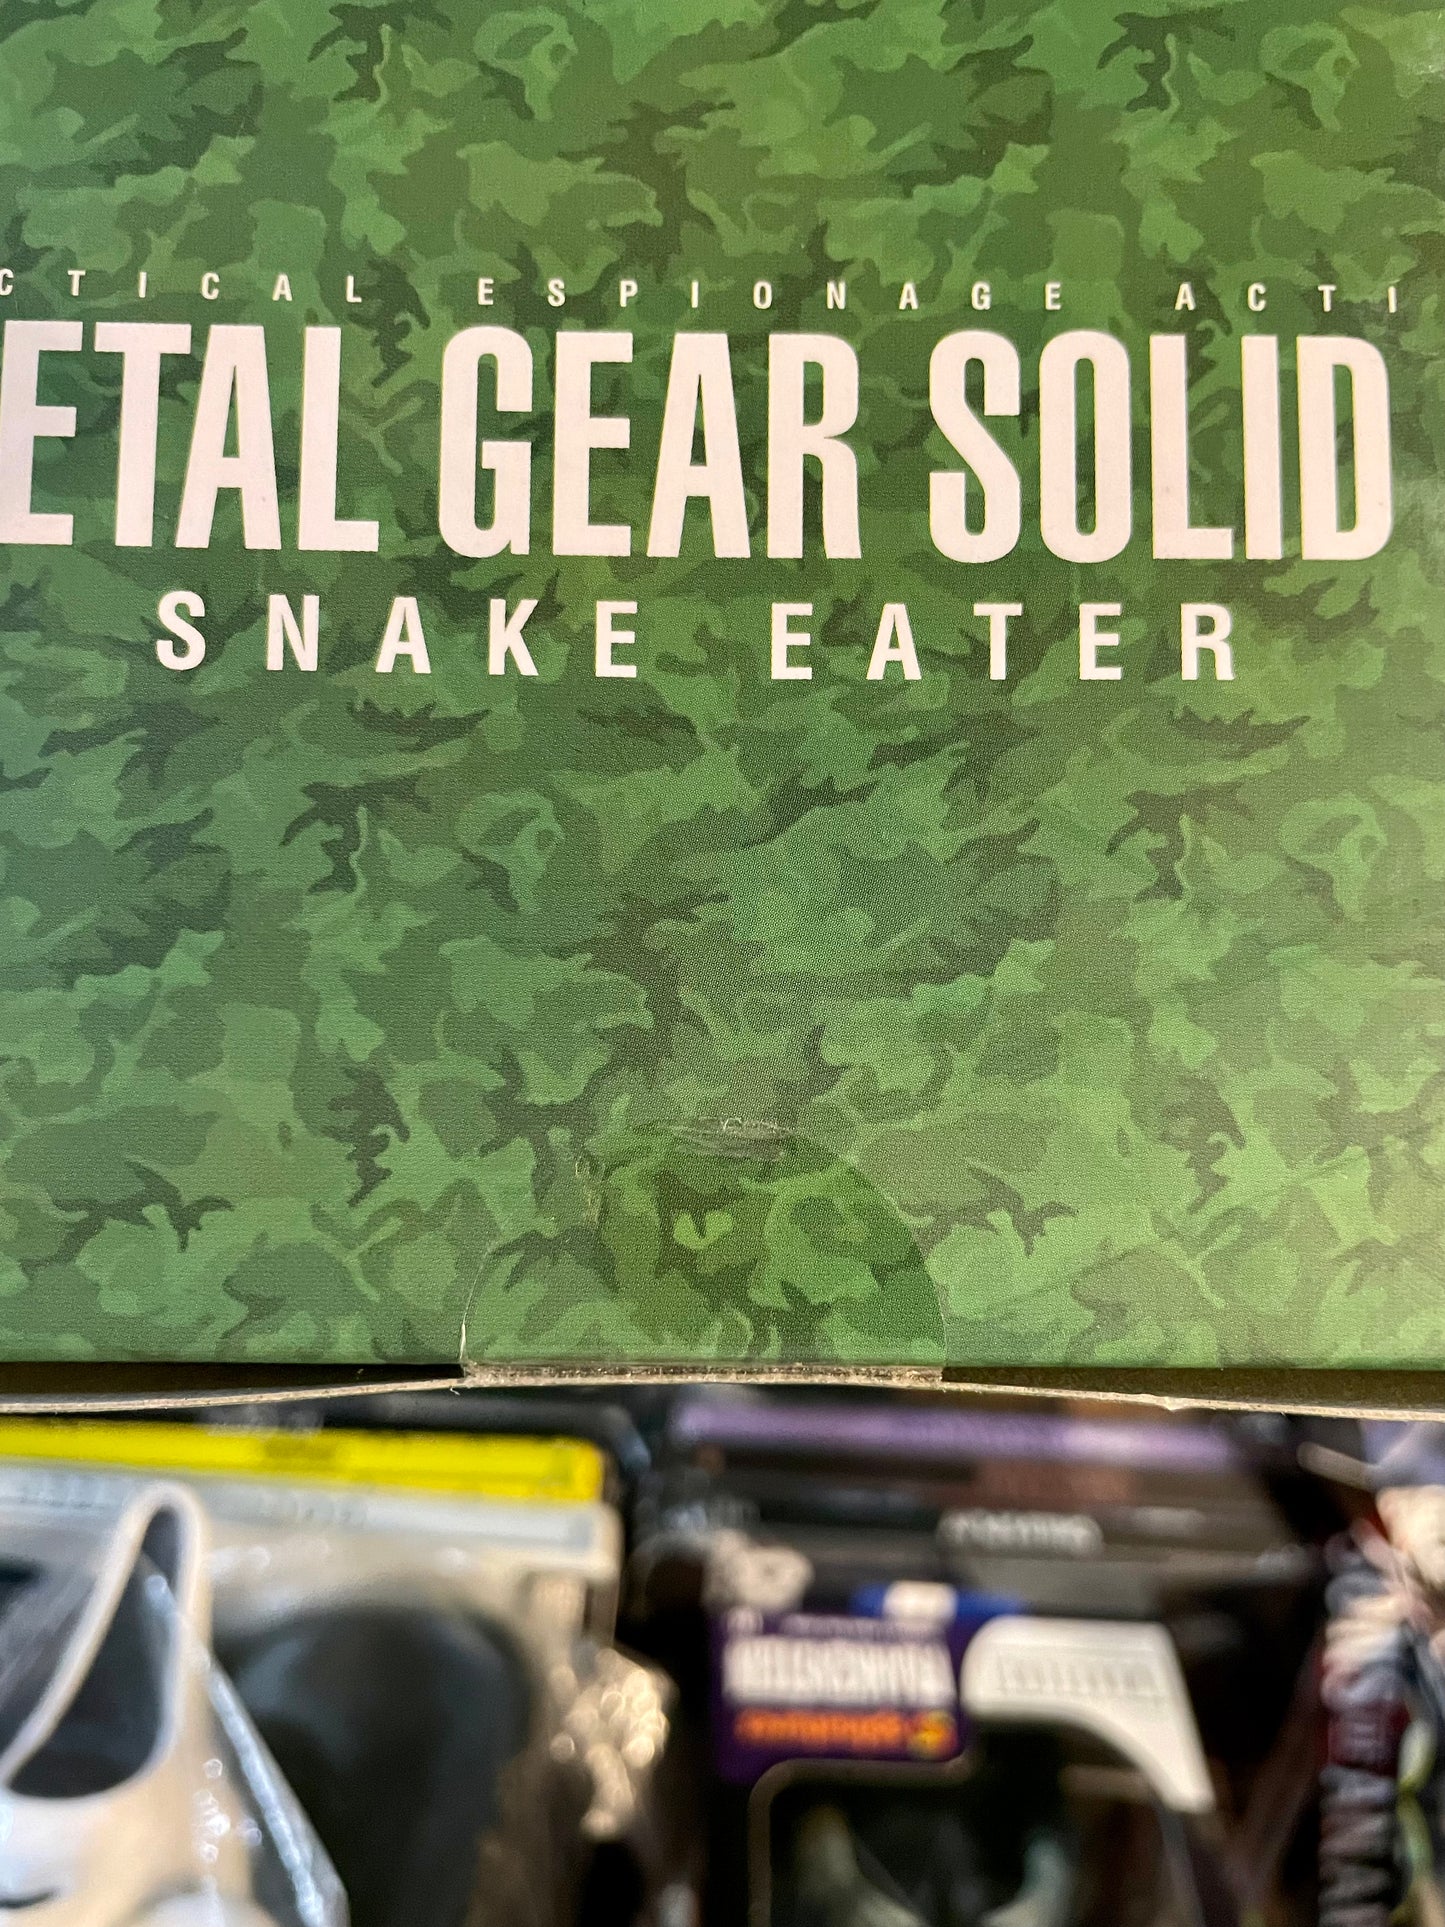 CTICAL ESPIONAGE ACTI
ETAL GEAR SOLID
SNAKE EATER